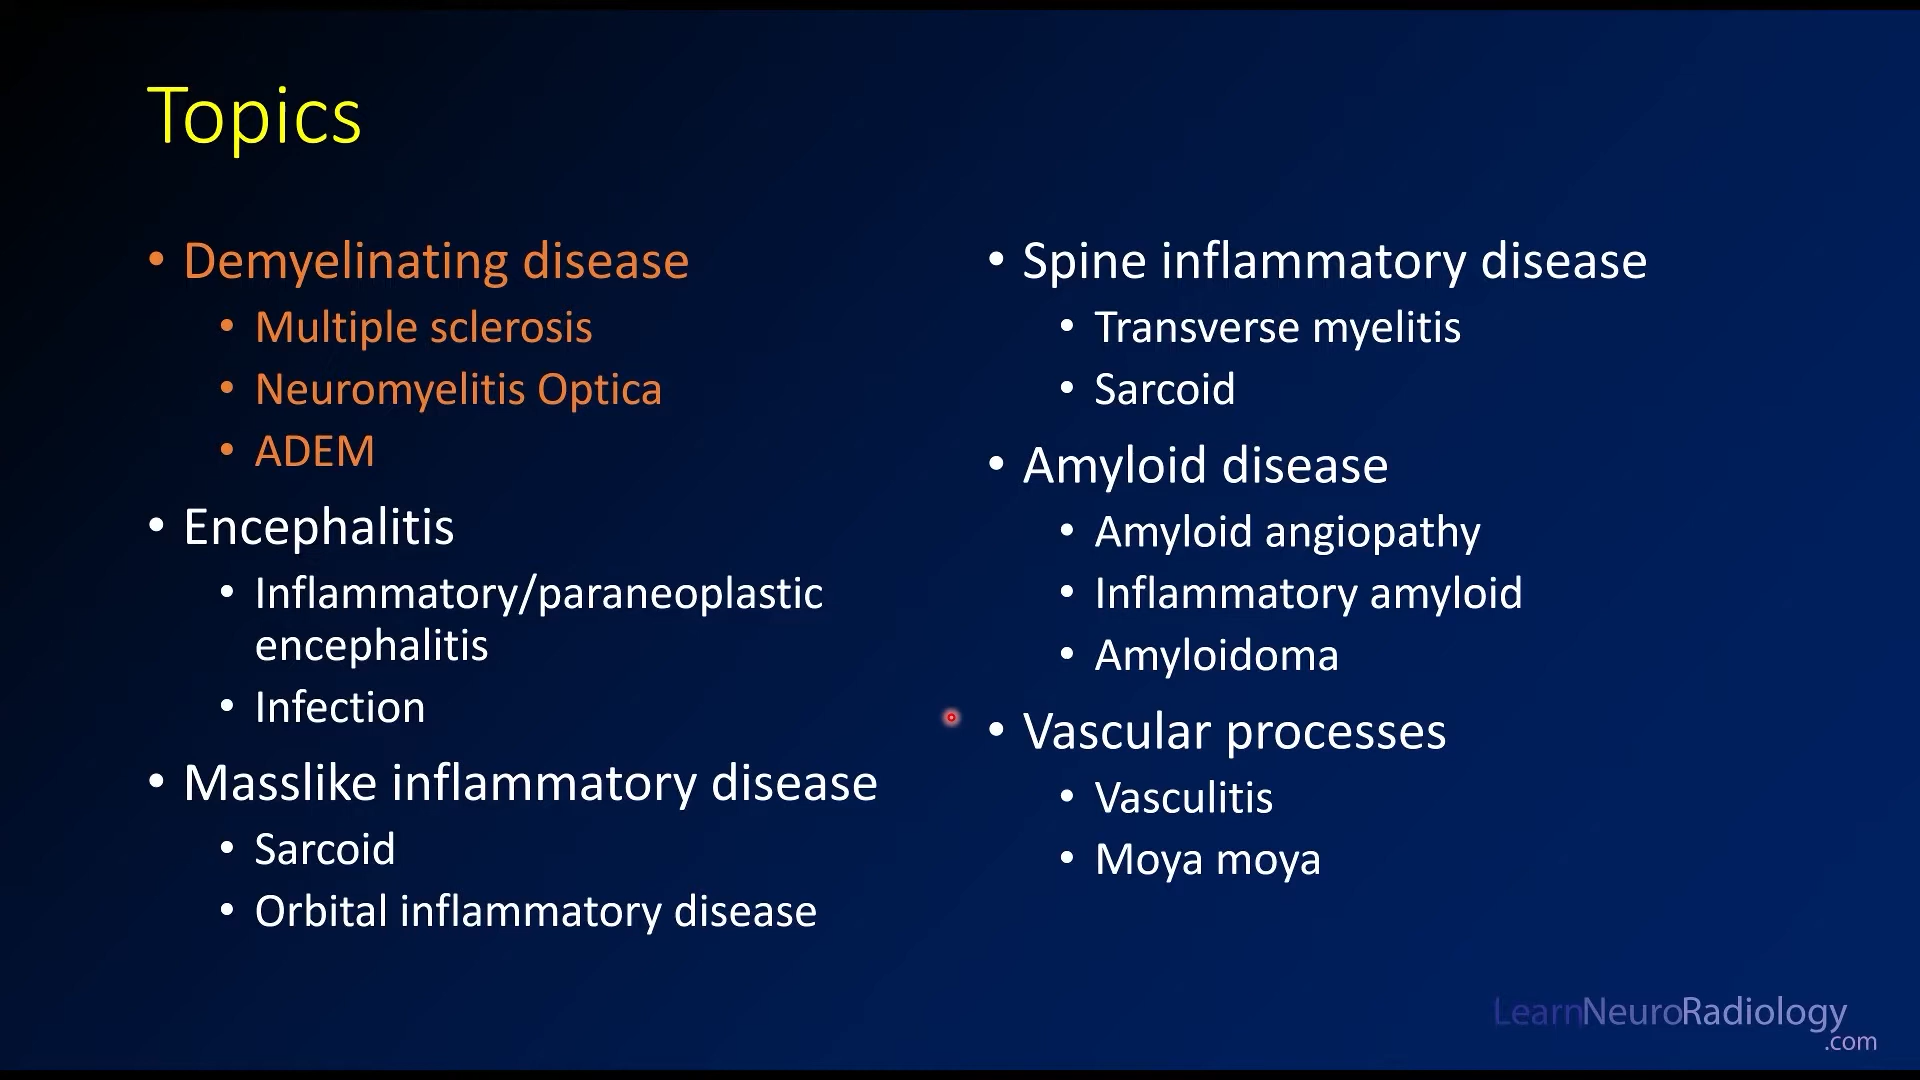 Topics
• Demyelinating disease
• Multiple sclerosis
• Neuromyelitis Optica
• ADEM
• Encephalitis
• Inflammatory/paraneoplastic
encephalitis
• Infection
• Masslike inflammatory disease
• Sarcoid
• Orbital inflammatory disease
• Spine inflammatory disease
• Transverse myelitis
• Sarcoid
• Amyloid disease
• Amyloid angiopathy
• Inflammatory amyloid
• Amyloidoma
• Vascular processes
• Vasculitis
• Moya moya
LearnNeuroRadiology
.com